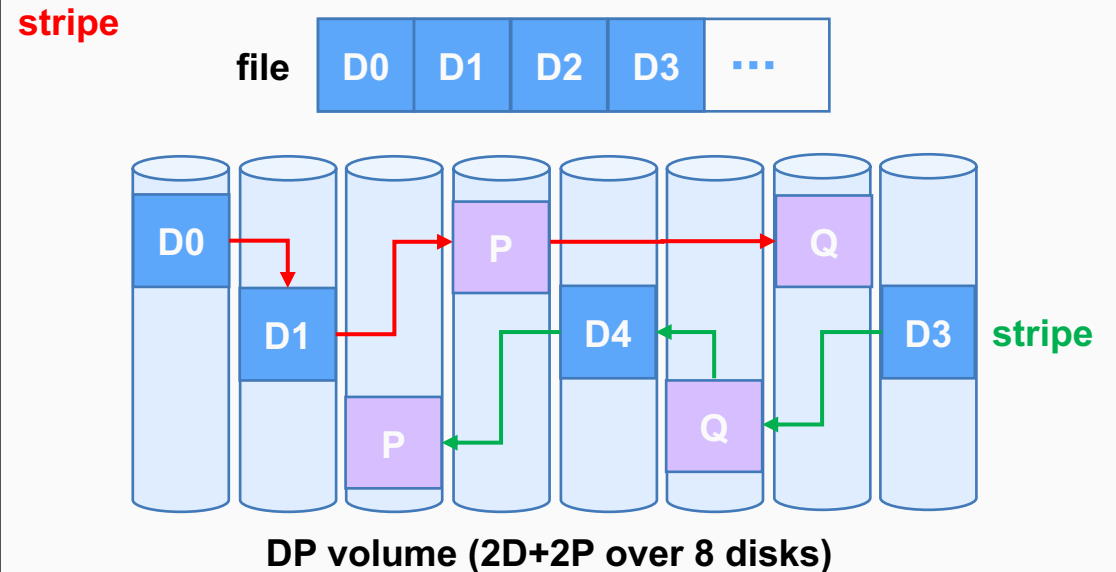 stripe
file D0 D1 D2 D3 ...
D0 P Q
D1 D4 D3 stripe
P Q
DP volume (2D+2P over 8 disks)